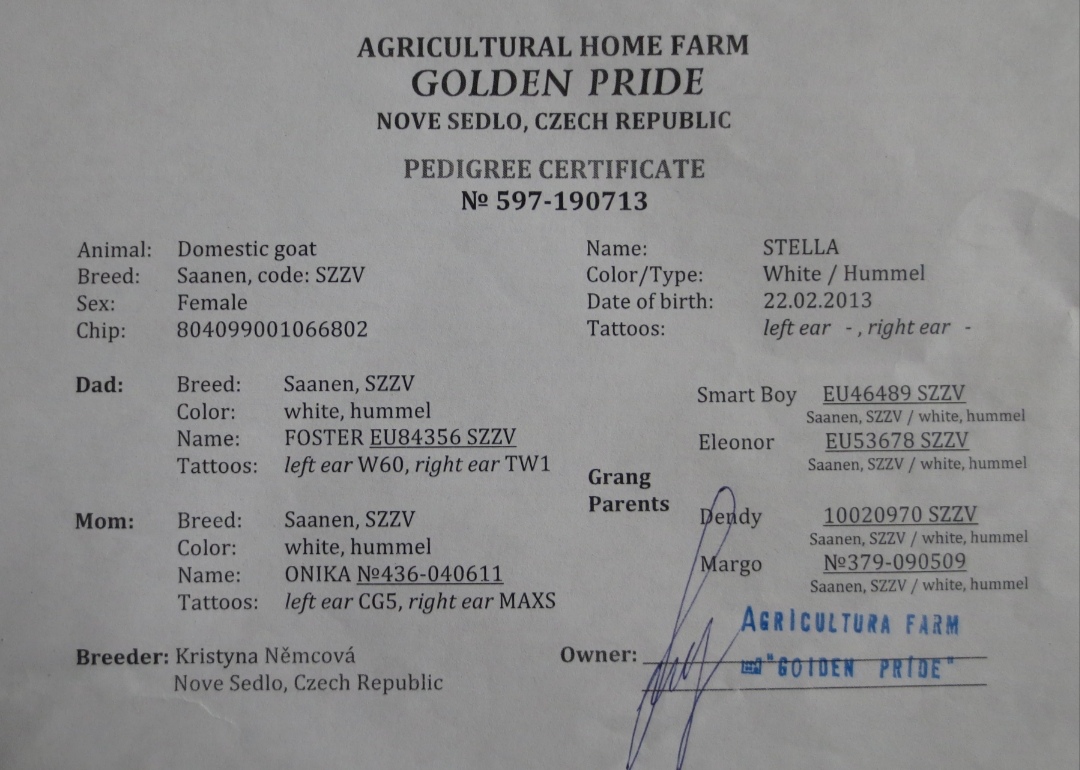 AGRICULTURAL HOME FARM
GOLDEN PRIDE
NOVE SEDLO, CZECH REPUBLIC
PEDIGREE CERTIFICATE
№ 597-190713
Animal: Domestic goat
Breed: Saanen, code: SZZV
Sex: Female
Chip: 804099001066802
Name: STELLA
Color/Type: White / Hummel
Date of birth: 22.02.2013
Tattoos: left ear - , right ear -
Dad: Breed: Saanen, SZZV
Color: white, hummel
Name: FOSTER EU84356 SZZV
Tattoos: left ear W60, right ear TW1
Mom: Breed: Saanen, SZZV
Color: white, hummel
Name: ONIKA №436-040611
Tattoos: left ear CG5, right ear MAXS
Grang
Parents
Smart Boy EU46489 SZZV
Saanen, SZZV / white, hummel
Eleonor EU53678 SZZV
Saanen, SZZV / white, hummel
Dendy 10020970 SZZV
Saanen, SZZV / white, hummel
Margo №379-090509
Saanen, SZZV / white, hummel
Breeder: Kristyna Němcová
Nove Sedlo, Czech Republic
Owner:
AGRICULTURA FARM
"GOIDEN PRIDE"